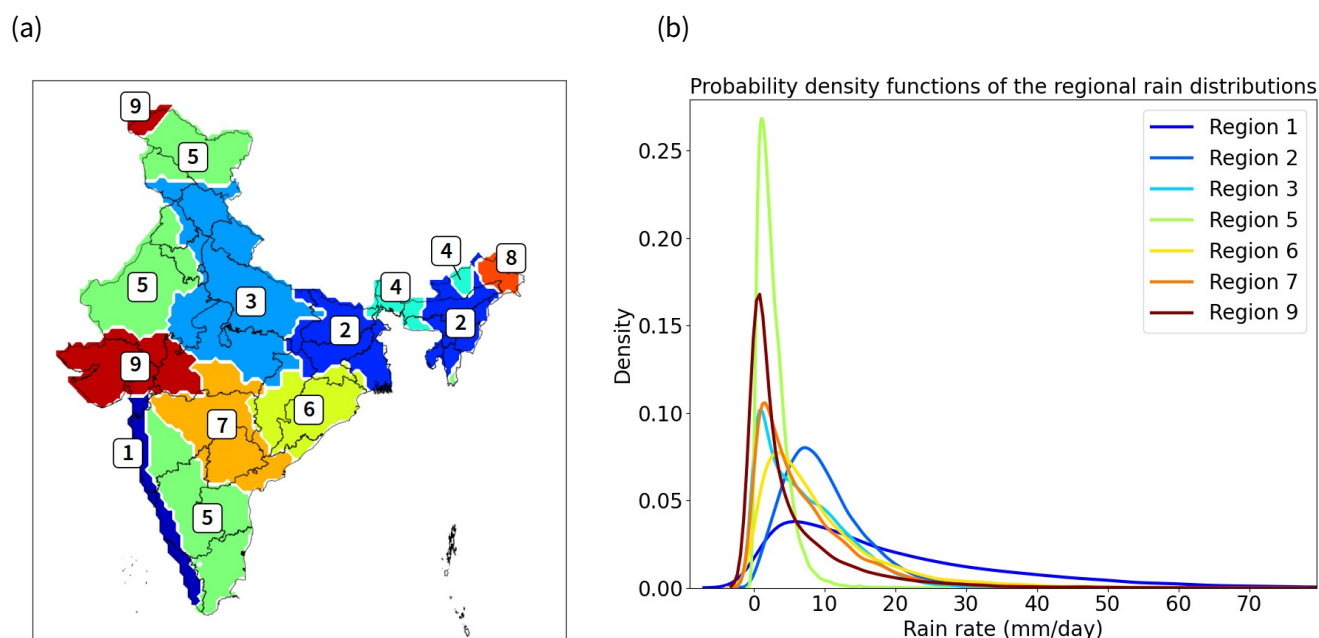 (a)
(b)
9
5
5
3
4
4
8
2
2
9
7
6
1
5
Probability density functions of the regional rain distributions
Density
0.25
0.20
0.15
0.10
0.05
0.00
0 10 20 30 40 50 60 70
Rain rate (mm/day)
Region 1
Region 2
Region 3
Region 5
Region 6
Region 7
Region 9